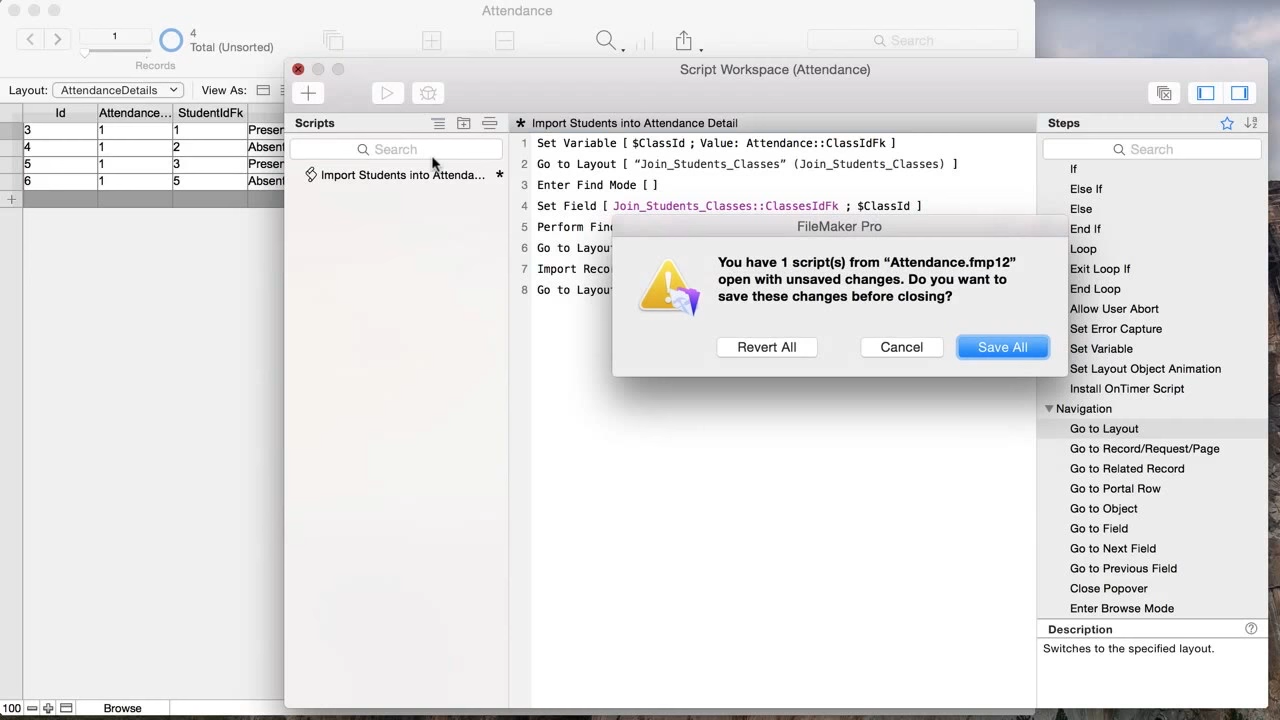 Attendance
1
4
Total (Unsorted)
Records
Search
Layout: AttendanceDetails View As:
Id Attendance... StudentIdFk
3 1 1 Presen
4 1 2 Absent
5 1 3 Presen
6 1 5 Absent
100 Browse
Script Workspace (Attendance)
Scripts
Search
Import Students into Attenda... *
* Import Students into Attendance Detail
1 Set Variable [ $ClassId ; Value: Attendance::ClassIdFk ]
2 Go to Layout [ “Join_Students_Classes” (Join_Students_Classes) ]
3 Enter Find Mode [ ]
4 Set Field [ Join_Students_Classes::ClassesIdFk ; $ClassId ]
5 Perform Find
6 Go to Layou
7 Import Reco
8 Go to Layou
FileMaker Pro
You have 1 script(s) from “Attendance.fmp12”
open with unsaved changes. Do you want to
save these changes before closing?
Revert All Cancel Save All
Steps
Search
If
Else If
Else
End If
Loop
Exit Loop If
End Loop
Allow User Abort
Set Error Capture
Set Variable
Set Layout Object Animation
Install OnTimer Script
Navigation
Go to Layout
Go to Record/Request/Page
Go to Related Record
Go to Portal Row
Go to Object
Go to Field
Go to Next Field
Go to Previous Field
Close Popover
Enter Browse Mode
Description
Switches to the specified layout.